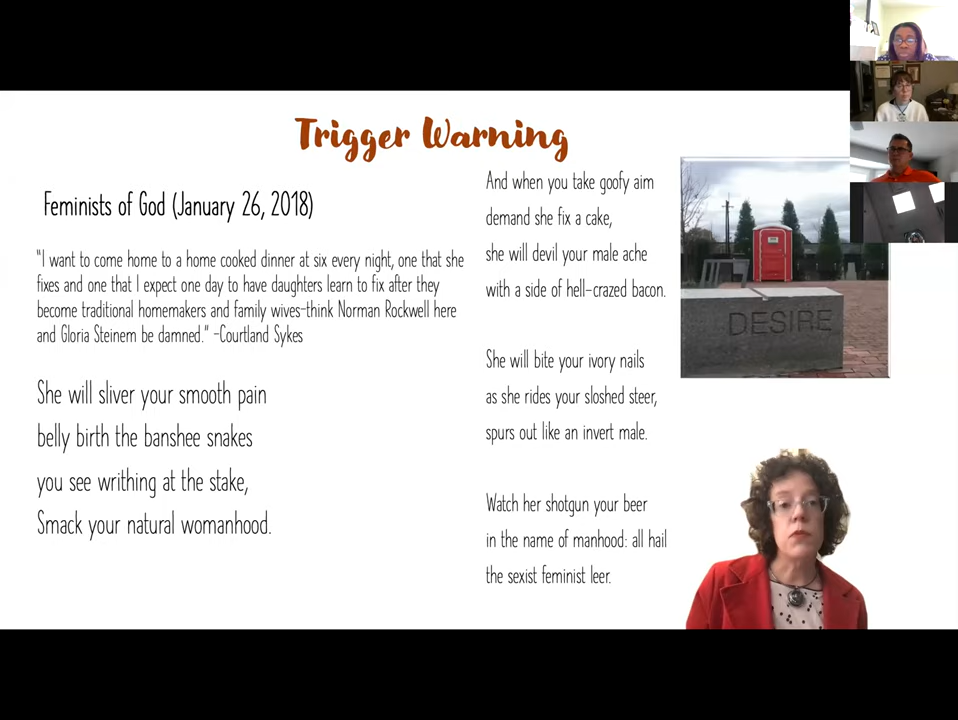 Trigger Warning
Feminists of God (January 26, 2018)
"I want to come home to a home cooked dinner at six every night, one that she
fixes and one that I expect one day to have daughters learn to fix after they
become traditional homemakers and family wives-think Norman Rockwell here
and Gloria Steinem be damned." -Courtland Sykes
She will sliver your smooth pain
belly birth the banshee snakes
you see writhing at the stake,
Smack your natural womanhood.
And when you take goofy aim
demand she fix a cake,
she will devil your male ache
with a side of hell-crazed bacon.
She will bite your ivory nails
as she rides your sloshed steer,
spurs out like an invert male.
Watch her shotgun your beer
in the name of manhood: all hail
the sexist feminist leer.
DESIRE